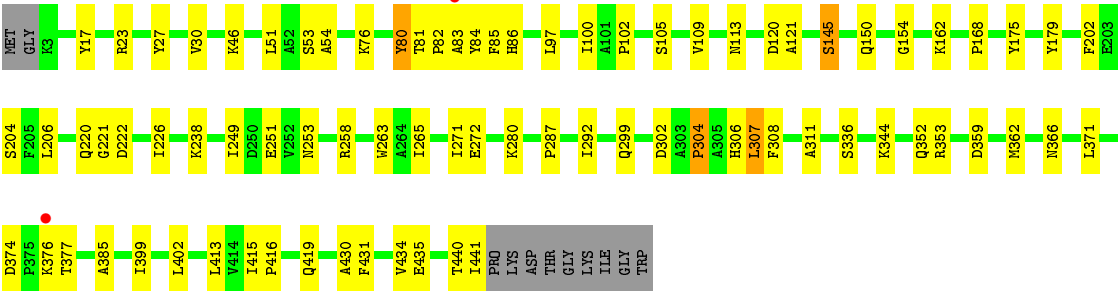 MET GLY K3 Y17 R23 Y27 V30 K46 L51 A52 S53 A54 K76 Y80 T81 P82 A83 Y84 F85 H86 L97 I100 A101 P102 S105 V109 N113 D120 A121 S145 Q150 G154 K162 P168 Y175 Y179 F202 E203
S204 F205 L206 Q220 G221 D222 I226 K238 I249 D250 E251 V252 N253 R258 W263 A264 I265 I271 E272 K280 P287 I292 Q299 D302 A303 P304 A305 H306 L307 F308 A311 S336 K344 Q352 R353 D359 M362 N366 L371
D374 P375 K376 T377 A385 I399 L402 L413 V414 I415 P416 Q419 A430 F431 V434 E435 T440 I441 PRO LYS ASP THR GLY LYS ILE GLY TRP